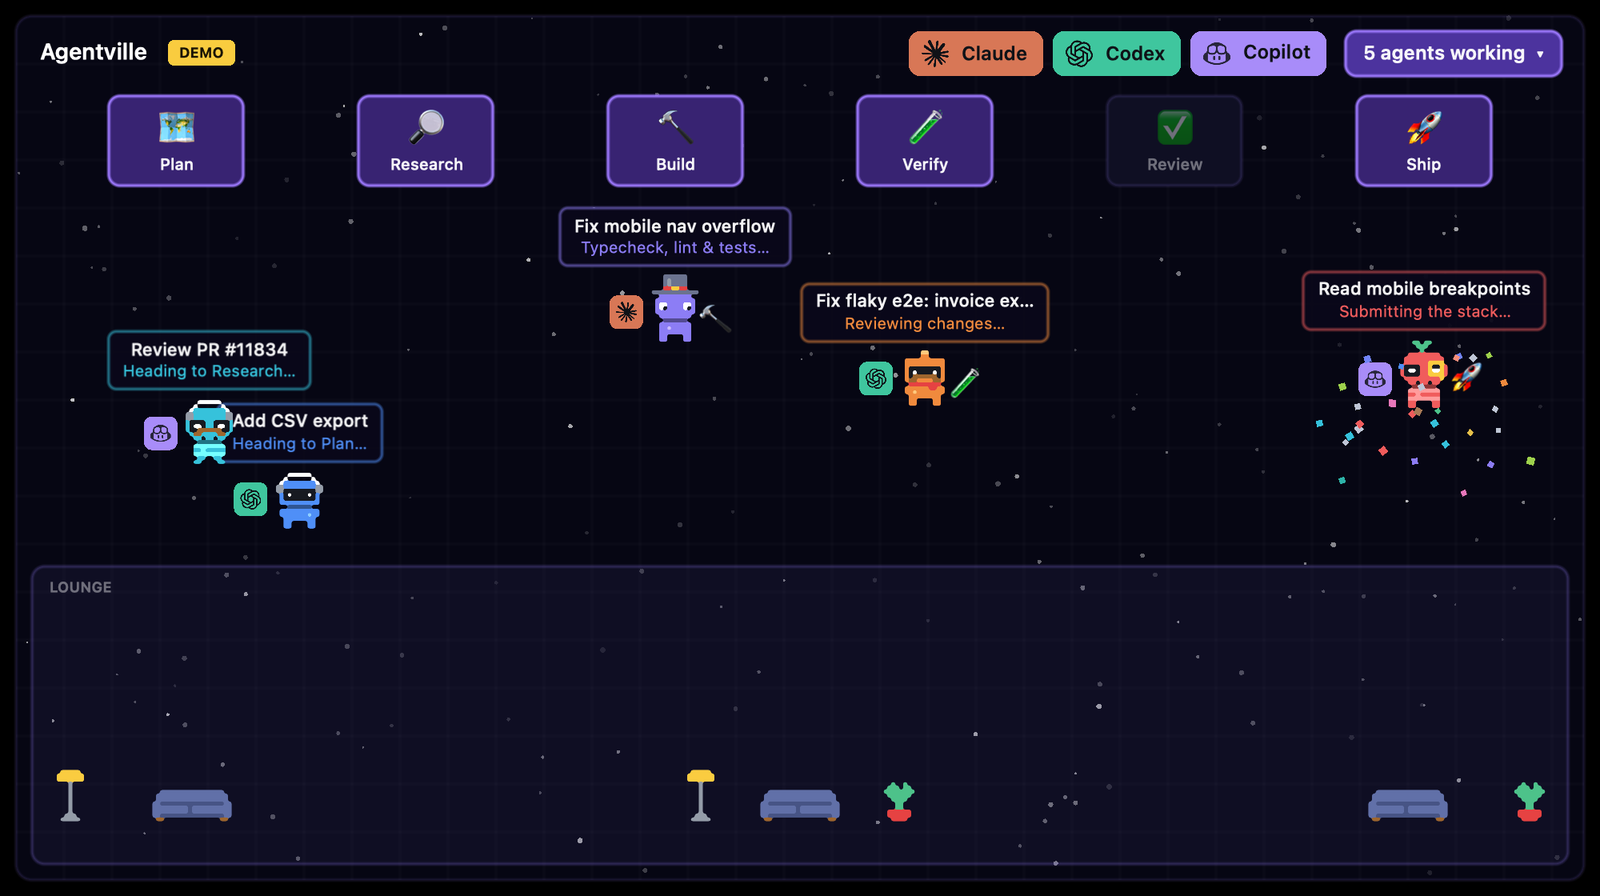 Agentville
DEMO
Claude
Codex
Copilot
5 agents working
Plan
Research
Build
Verify
Review
Ship
Fix mobile nav overflow
Typecheck, lint & tests...
Fix flaky e2e: invoice ex...
Reviewing changes...
Read mobile breakpoints
Submitting the stack...
Review PR #11834
Heading to Research...
Add CSV export
Heading to Plan...
LOUNGE